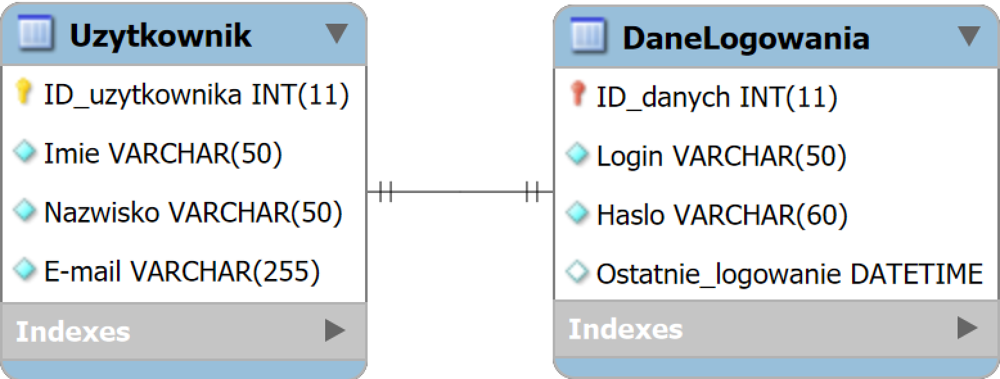 Uzytkownik
ID_uzytkownika INT(11)
Imie VARCHAR(50)
Nazwisko VARCHAR(50)
E-mail VARCHAR(255)
Indexes
DaneLogowania
ID_danych INT(11)
Login VARCHAR(50)
Haslo VARCHAR(60)
Ostatnie_logowanie DATETIME
Indexes